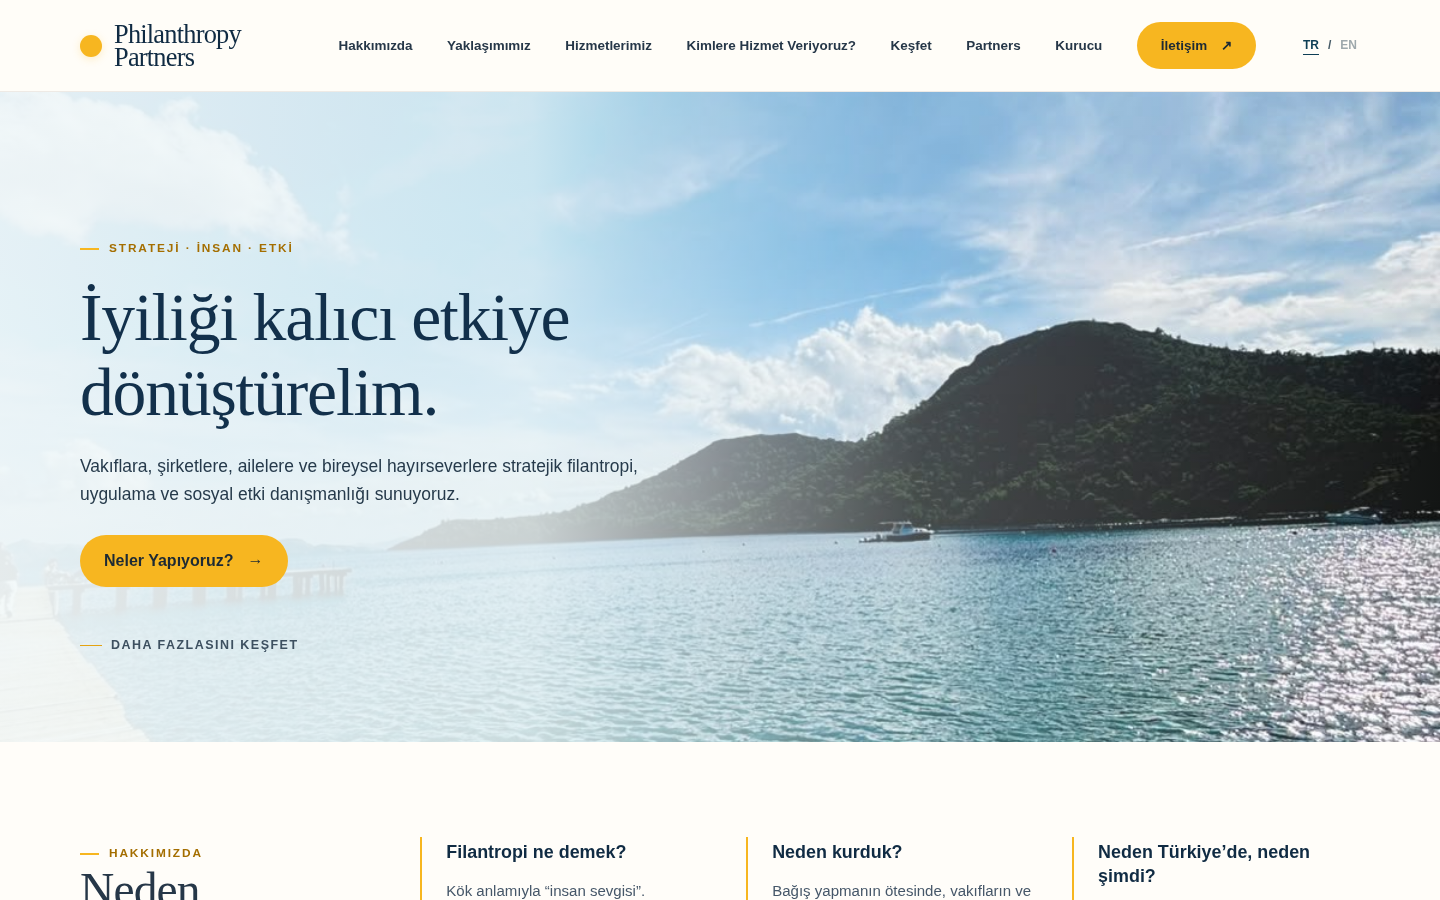 Philanthropy
Partners
Hakkımızda
Yaklaşımımız
Hizmetlerimiz
Kimlere Hizmet Veriyoruz?
Keşfet
Partners
Kurucu
İletişim ↗
TR / EN
STRATEJİ · İNSAN · ETKİ
İyiliği kalıcı etkiye
dönüştürelim.
Vakıflara, şirketlere, ailelere ve bireysel hayırseverlere stratejik filantropi,
uygulama ve sosyal etki danışmanlığı sunuyoruz.
Neler Yapıyoruz? →
DAHA FAZLASINI KEŞFET
HAKKIMIZDA
Neden
Filantropi ne demek?
Kök anlamıyla “insan sevgisi”.
Neden kurduk?
Bağış yapmanın ötesinde, vakıfların ve
Neden Türkiye’de, neden
şimdi?